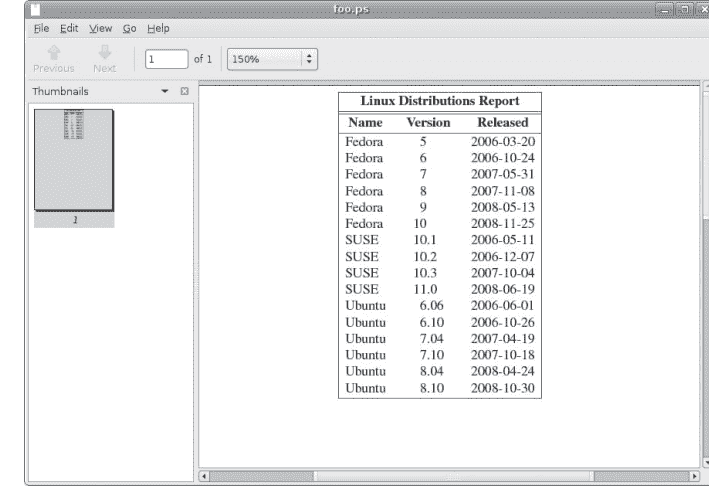 foo.ps
File Edit View Go Help
Previous Next 1 of 1 150%
Thumbnails
1
Linux Distributions Report
Name Version Released
Fedora 5 2006-03-20
Fedora 6 2006-10-24
Fedora 7 2007-05-31
Fedora 8 2007-11-08
Fedora 9 2008-05-13
Fedora 10 2008-11-25
SUSE 10.1 2006-05-11
SUSE 10.2 2006-12-07
SUSE 10.3 2007-10-04
SUSE 11.0 2008-06-19
Ubuntu 6.06 2006-06-01
Ubuntu 6.10 2006-10-26
Ubuntu 7.04 2007-04-19
Ubuntu 7.10 2007-10-18
Ubuntu 8.04 2008-04-24
Ubuntu 8.10 2008-10-30